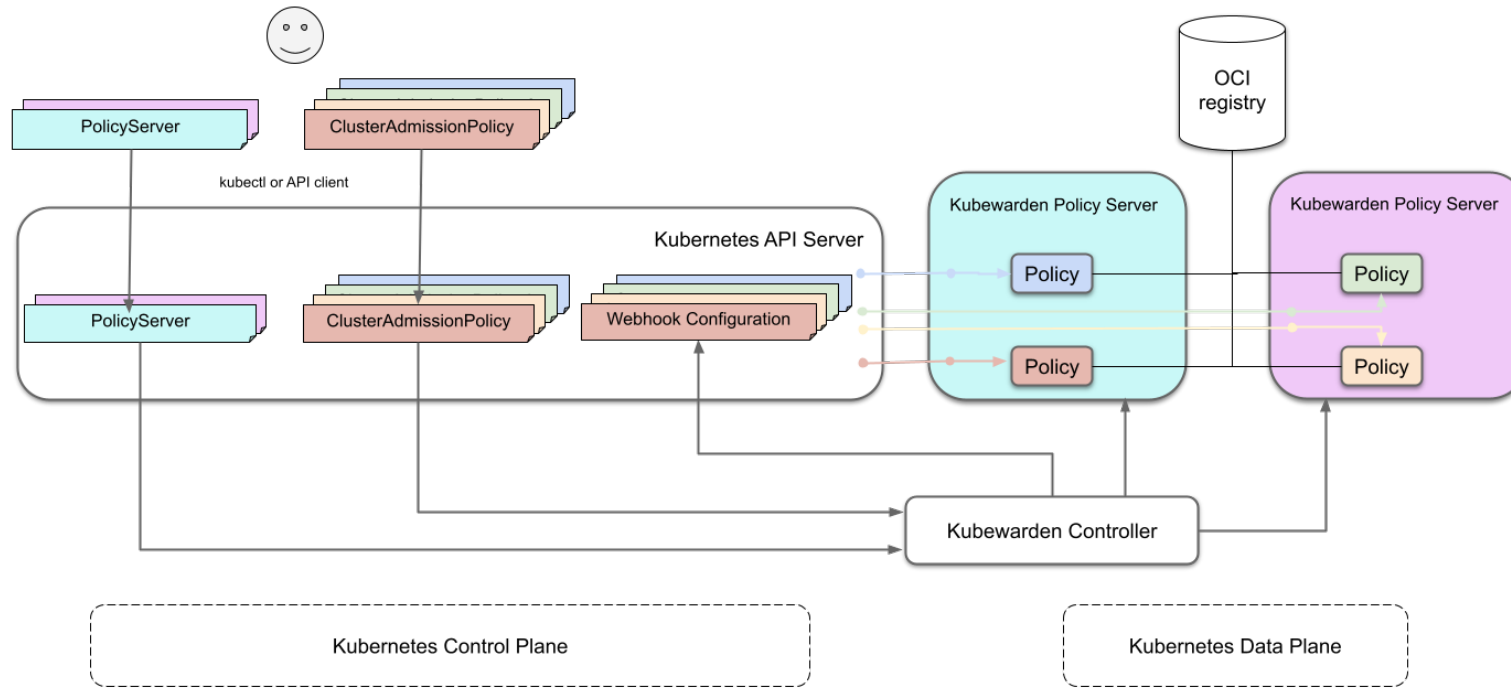 PolicyServer
ClusterAdmissionPolicy
OCI
registry
kubectl or API client
Kubernetes API Server
Kubewarden Policy Server
Kubewarden Policy Server
Policy
Policy
PolicyServer
ClusterAdmissionPolicy
Webhook Configuration
Policy
Policy
Kubewarden Controller
Kubernetes Control Plane
Kubernetes Data Plane